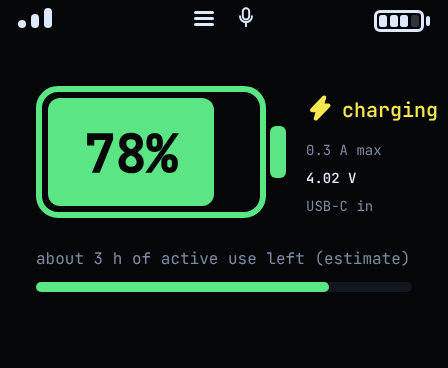 78%
charging
0.3 A max
4.02 V
USB-C in
about 3 h of active use left (estimate)